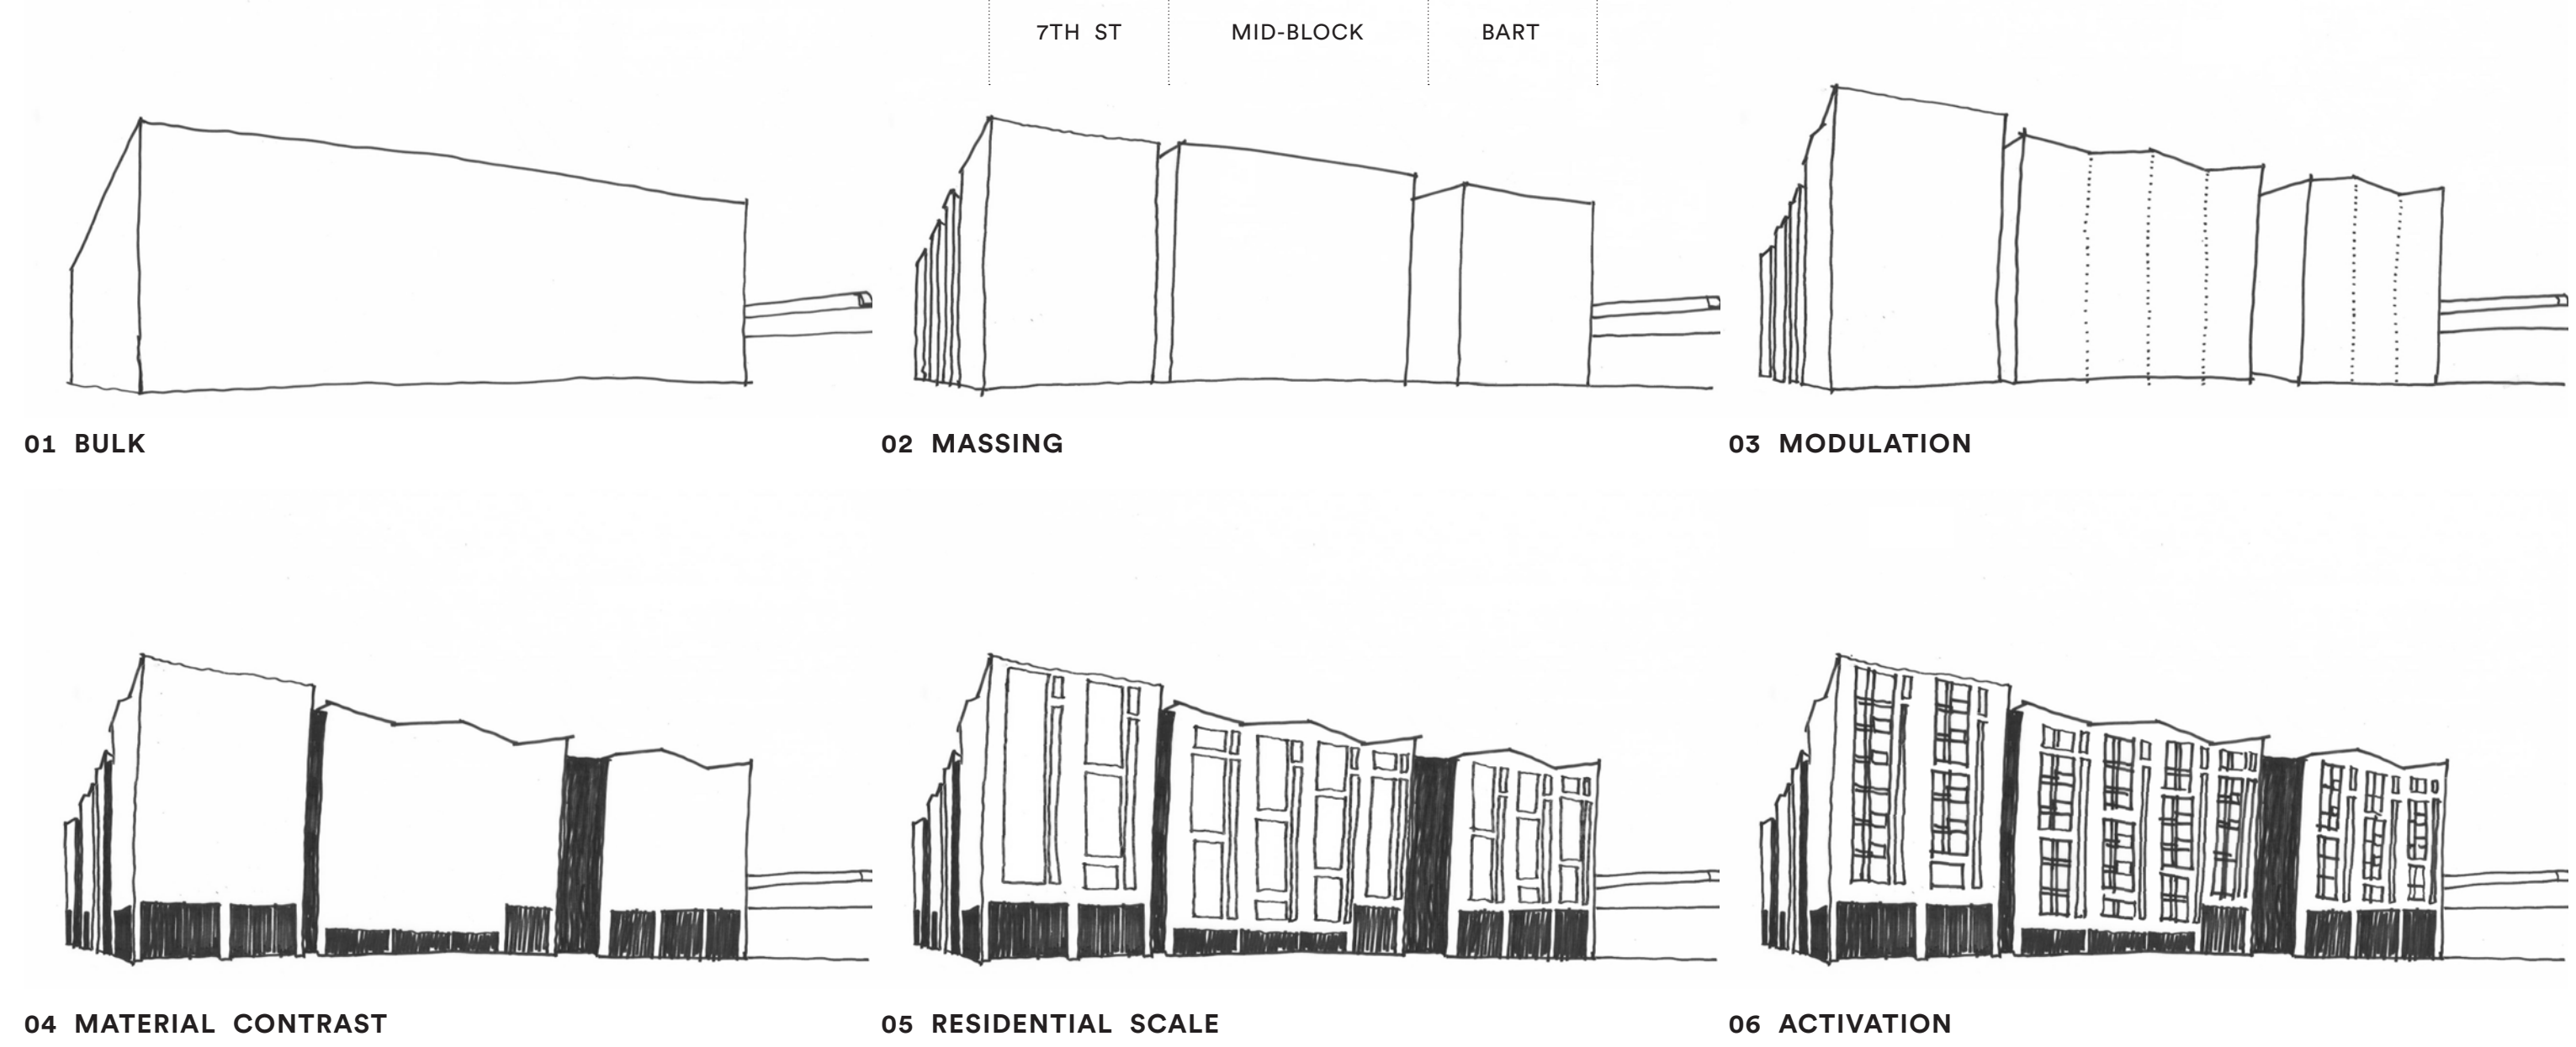 7TH ST
MID-BLOCK
BART
01 BULK
02 MASSING
03 MODULATION
04 MATERIAL CONTRAST
05 RESIDENTIAL SCALE
06 ACTIVATION